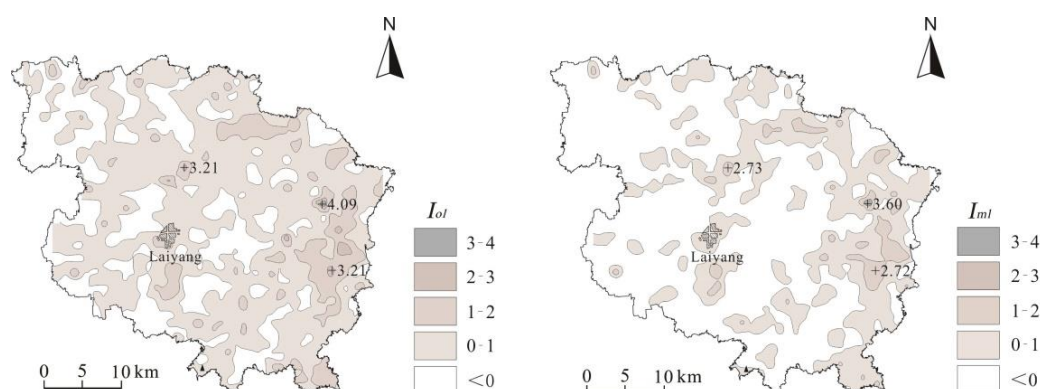 N
+3.21
+4.09
Laiyang
+3.21
I_ol
3-4
2-3
1-2
0-1
<0
0 5 10 km
N
+2.73
+3.60
Laiyang
+2.72
I_ml
3-4
2-3
1-2
0-1
<0
0 5 10 km